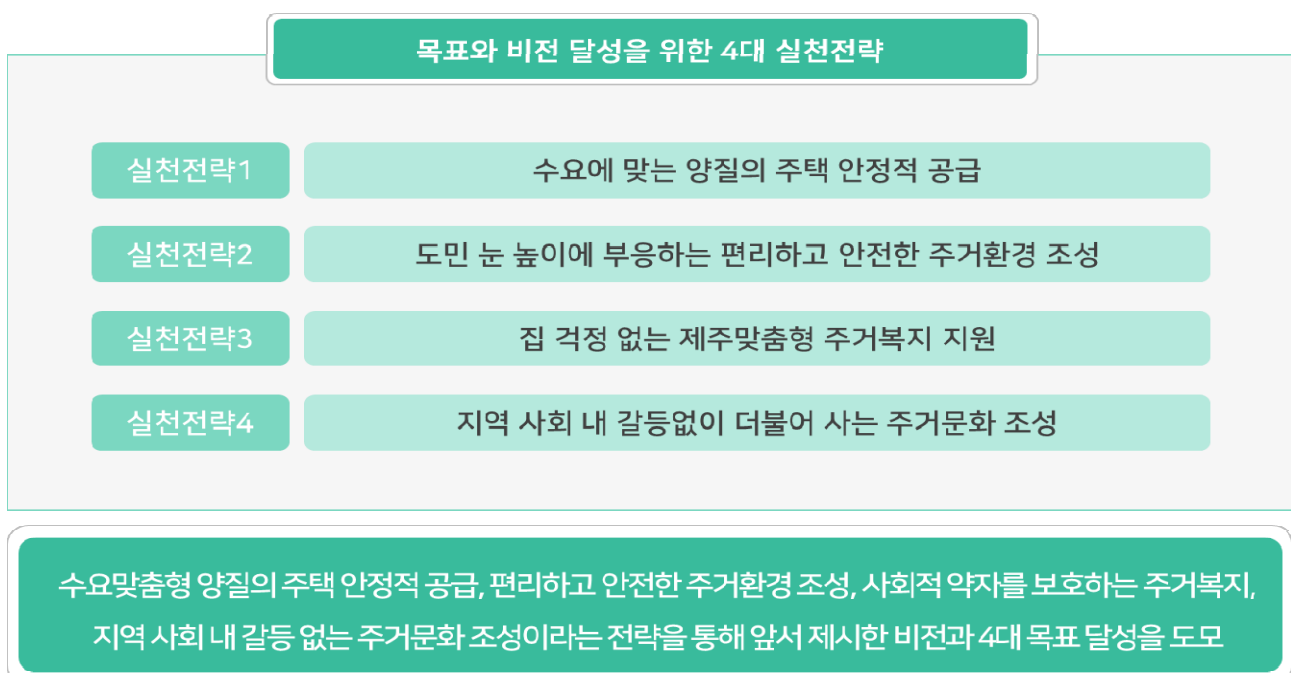 목표와 비전 달성을 위한 4대 실천전략
실천전략1
수요에 맞는 양질의 주택 안정적 공급
실천전략2
도민 눈 높이에 부응하는 편리하고 안전한 주거환경 조성
실천전략3
집 걱정 없는 제주맞춤형 주거복지 지원
실천전략4
지역 사회 내 갈등없이 더불어 사는 주거문화 조성
수요맞춤형 양질의 주택 안정적 공급, 편리하고 안전한 주거환경 조성, 사회적 약자를 보호하는 주거복지,
지역 사회 내 갈등 없는 주거문화 조성이라는 전략을 통해 앞서 제시한 비전과 4대 목표 달성을 도모